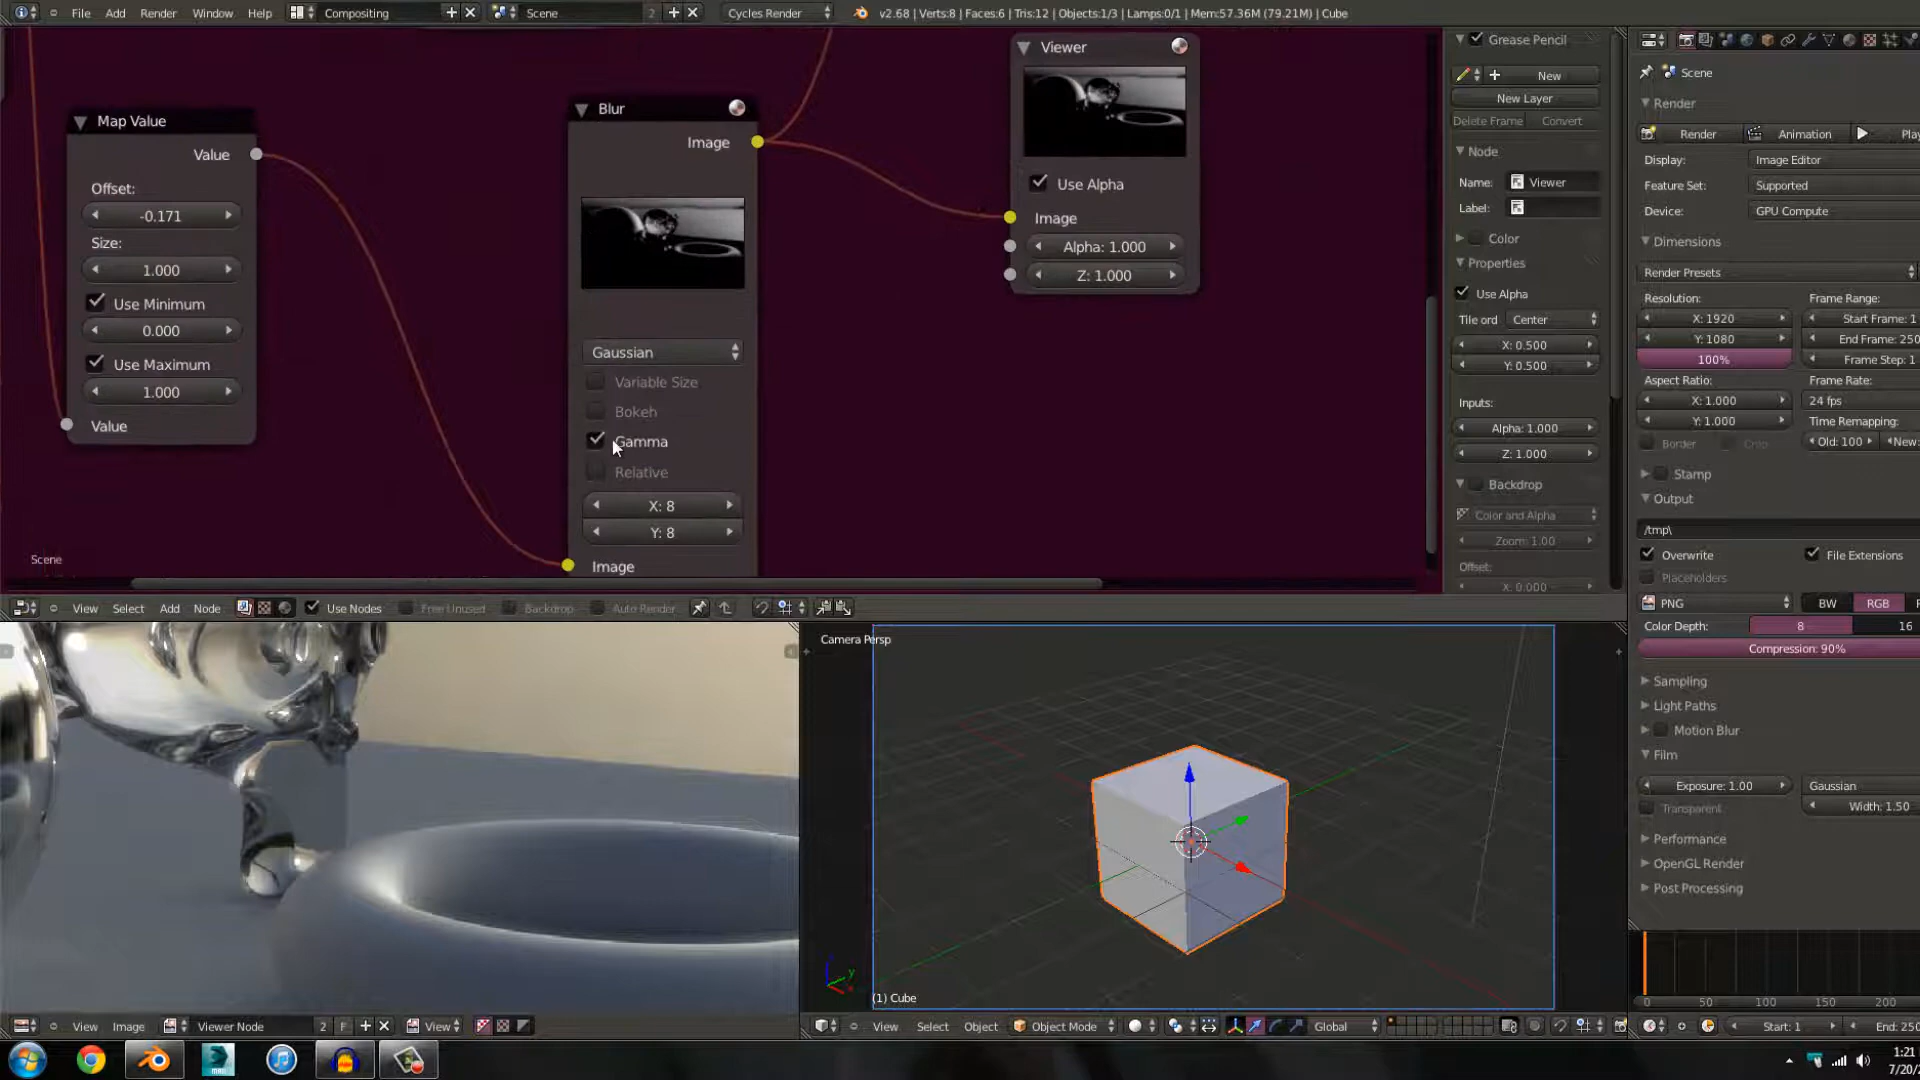 File Add Render Window Help Compositing Scene 2 Cycles Render v2.68 | Verts:8 | Faces:6 | Tris:12 | Objects:1/3 | Lamps:0/1 | Mem:57.36M (79.21M) | Cube
Map Value
Value
Offset:
-0.171
Size:
1.000
Use Minimum
0.000
Use Maximum
1.000
Value
Scene
Blur
Image
Gaussian
Variable Size
Bokeh
Gamma
Relative
X: 8
Y: 8
Image
Viewer
Use Alpha
Image
Alpha: 1.000
Z: 1.000
Grease Pencil
New
New Layer
Delete Frame Convert
Node
Name: Viewer
Label:
Color
Properties
Use Alpha
Tile ord Center
X: 0.500
Y: 0.500
Inputs:
Alpha: 1.000
Z: 1.000
Backdrop
Color and Alpha
Zoom: 1.00
Offset:
X: 0.000
Scene
Render
Render Animation Play
Display: Image Editor
Feature Set: Supported
Device: GPU Compute
Dimensions
Render Presets
Resolution: Frame Range:
X: 1920 Start Frame: 1
Y: 1080 End Frame: 250
100% Frame Step: 1
Aspect Ratio: Frame Rate:
X: 1.000 24 fps
Y: 1.000 Time Remapping:
Border Crop Old: 100 New:
Stamp
Output
/tmp\
Overwrite File Extensions
Placeholders
PNG BW RGB
Color Depth: 8 16
Compression: 90%
Sampling
Light Paths
Motion Blur
Film
Exposure: 1.00 Gaussian
Transparent Width: 1.50
Performance
OpenGL Render
Post Processing
View Select Add Node Use Nodes Free Unused Backdrop Auto Render
Camera Persp
(1) Cube
0 50 100 150 200
View Image Viewer Node 2 F View
View Select Object Object Mode Global
Start: 1 End: 250
1:21
7/20/2